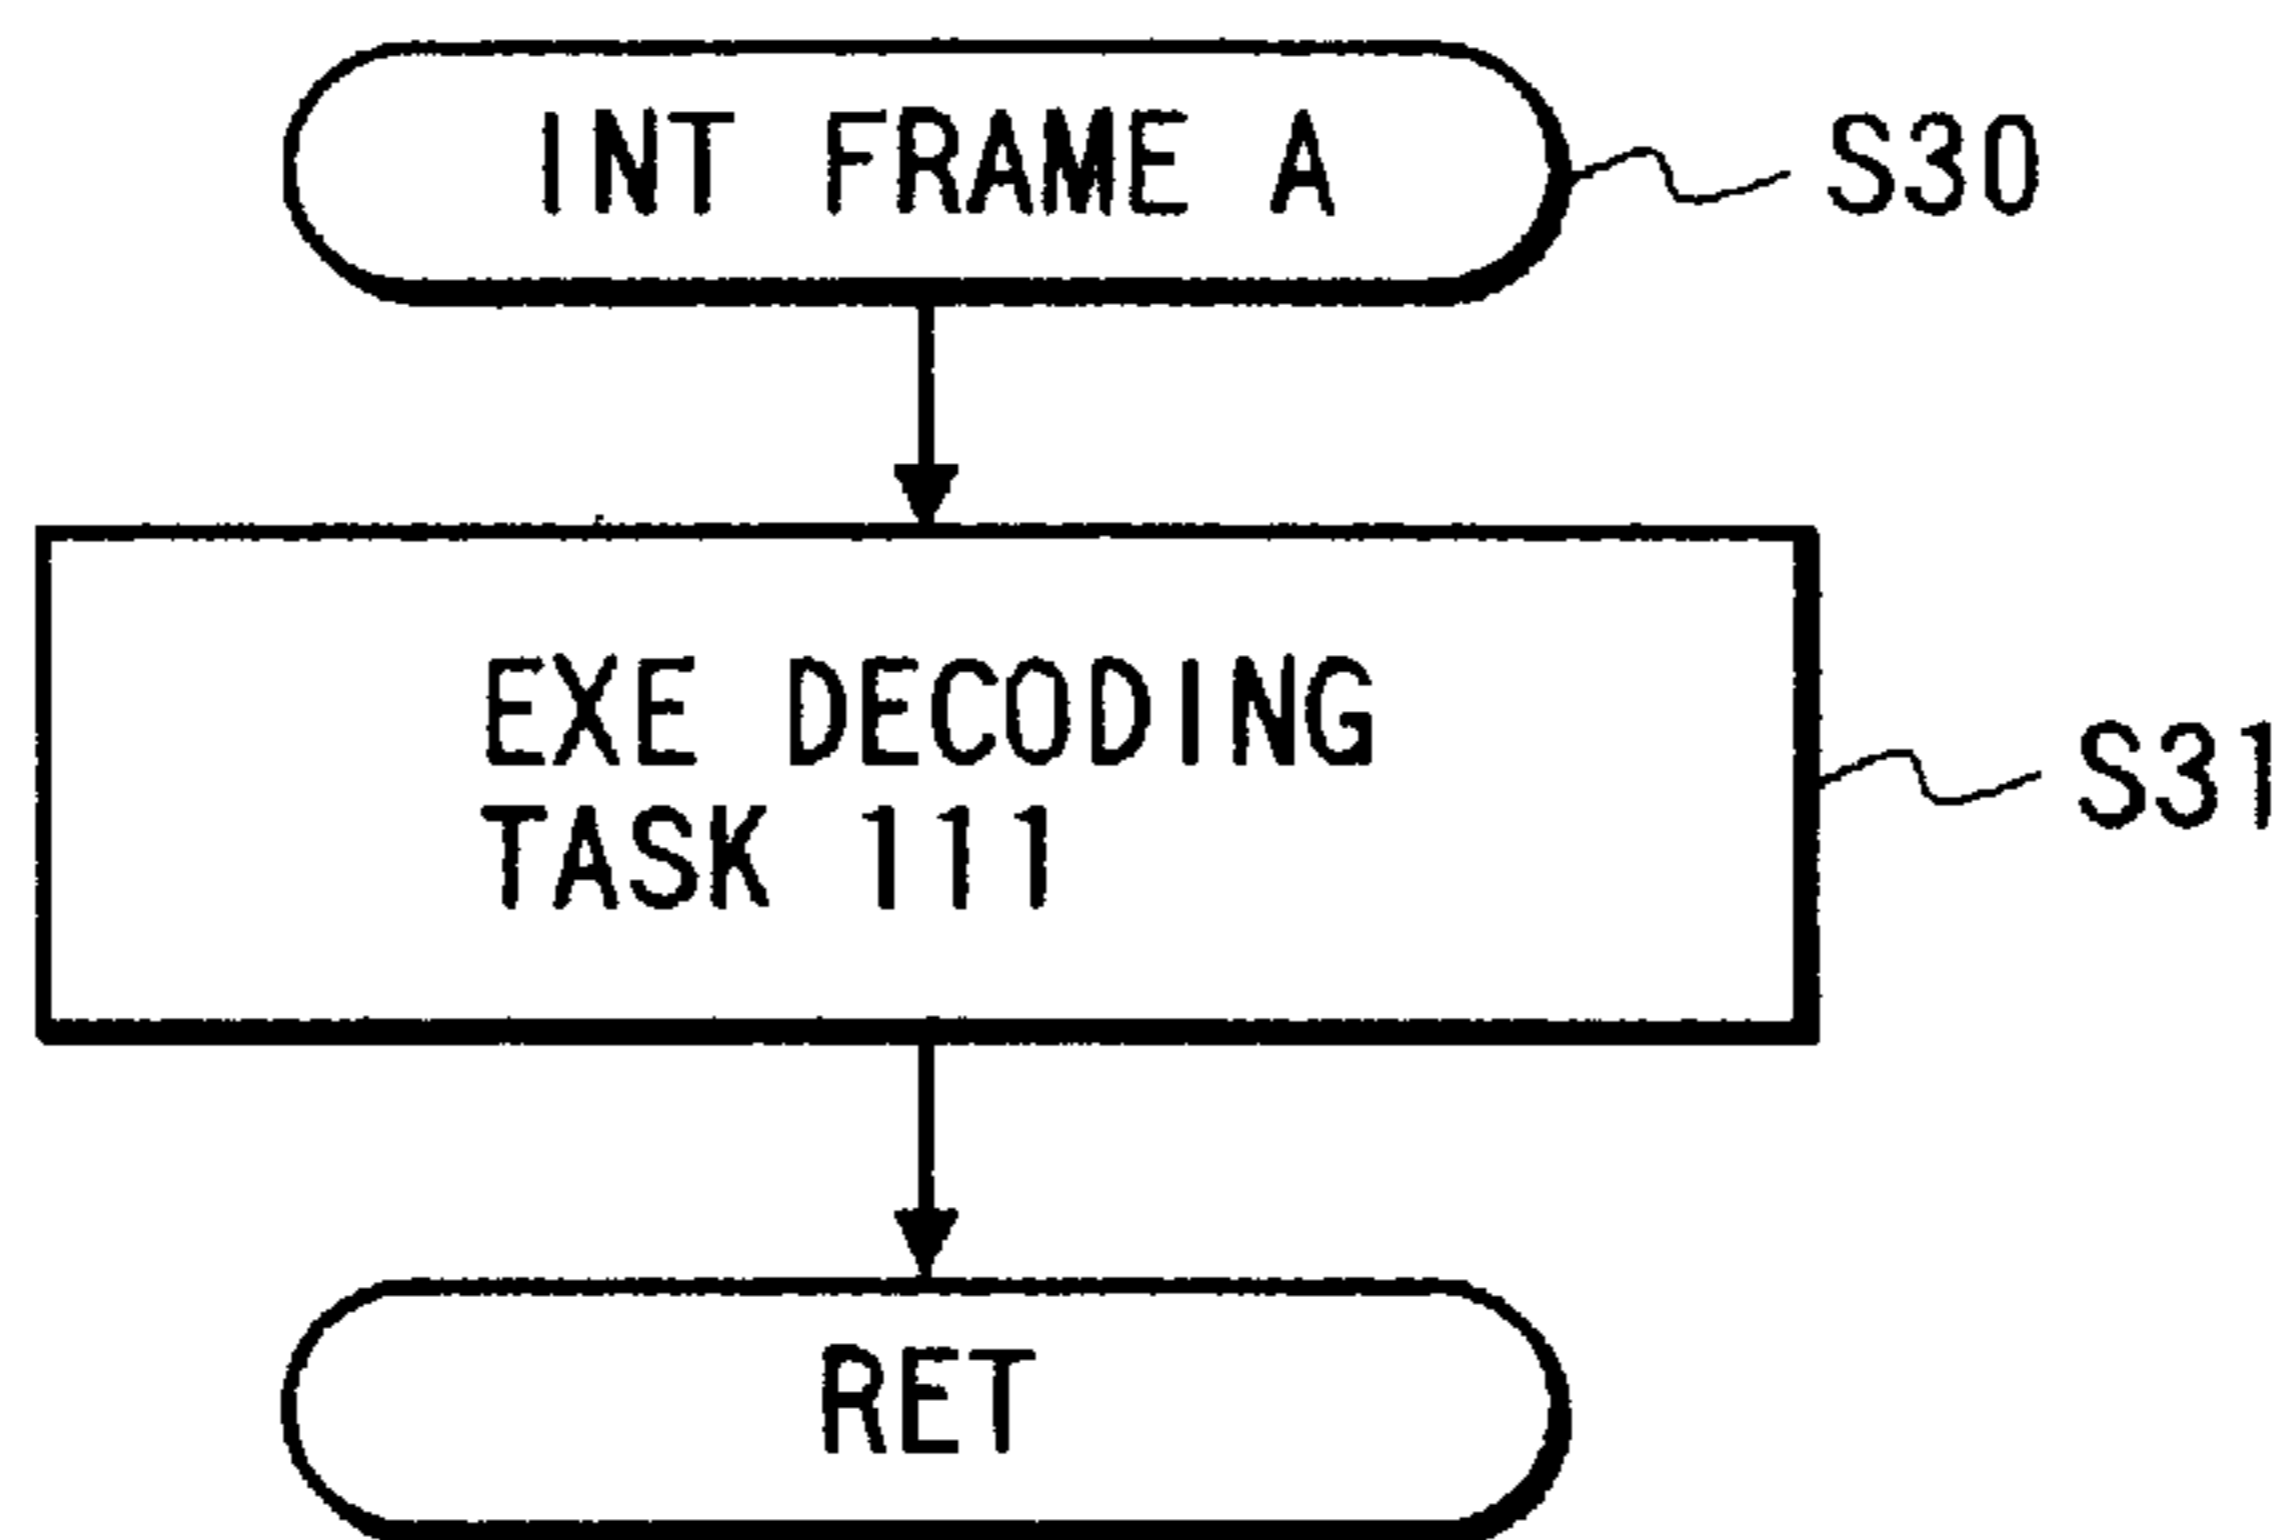 INT FRAME A
S30
EXE DECODING
TASK 111
S31
RET